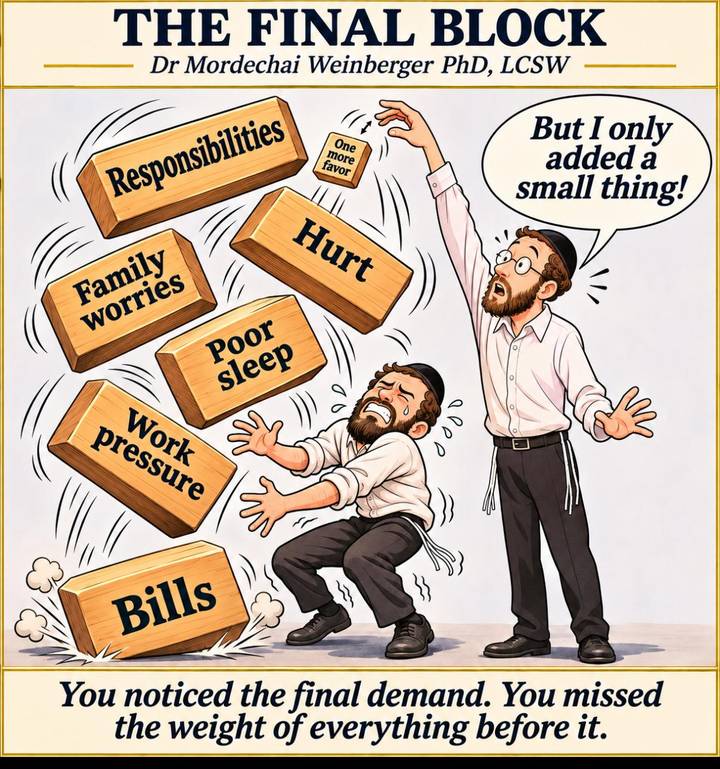 THE FINAL BLOCK
Dr Mordechai Weinberger PhD, LCSW
Responsibilities
One
more
favor
But I only
added a
small thing!
Hurt
Family
worries
Poor
sleep
Work
pressure
Bills
You noticed the final demand. You missed
the weight of everything before it.